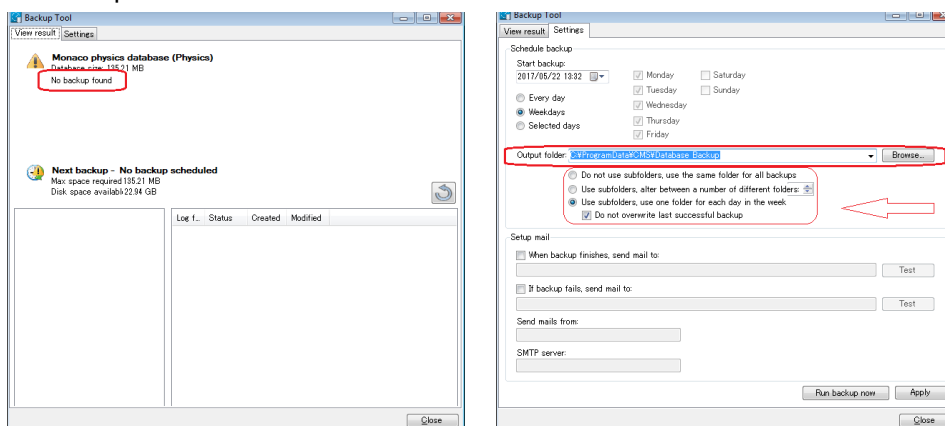 Backup Tool
View result
Settings
Monaco physics database (Physics)
Database size: 135.21 MB
No backup found
Next backup - No backup scheduled
Max space required 135.21 MB
Disk space availabl 22.94 GB
Log f...
Status
Created
Modified
Close
Backup Tool
View result
Settings
Schedule backup
Start backup:
2017/05/22 13:32
Every day
Weekdays
Selected days
Monday
Tuesday
Wednesday
Thursday
Friday
Saturday
Sunday
Output folder:
C:¥ProgramData¥CMS¥Database Backup
Browse...
Do not use subfolders, use the same folder for all backups
Use subfolders, alter between a number of different folders:
Use subfolders, use one folder for each day in the week
Do not overwrite last successful backup
Setup mail
When backup finishes, send mail to:
Test
If backup fails, send mail to:
Test
Send mails from:
SMTP server:
Run backup now
Apply
Close